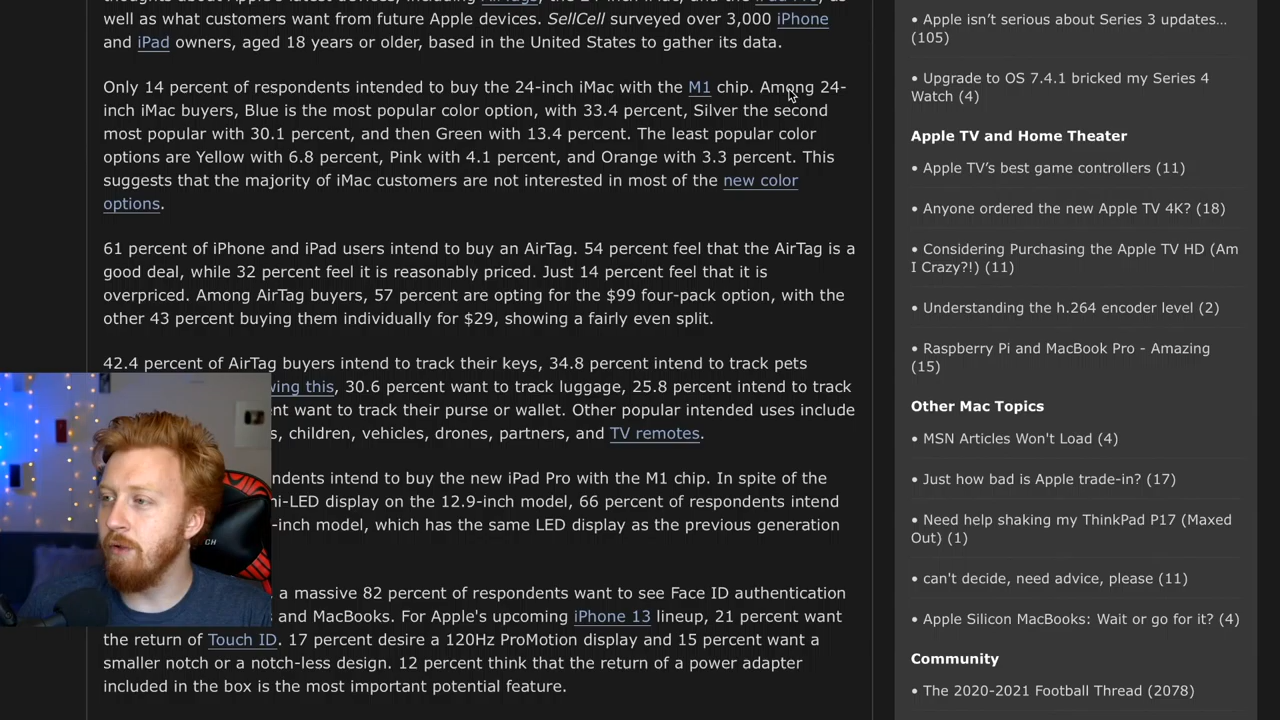 well as what customers want from future Apple devices. SellCell surveyed over 3,000 iPhone
and iPad owners, aged 18 years or older, based in the United States to gather its data.
Only 14 percent of respondents intended to buy the 24-inch iMac with the M1 chip. Among 24-
inch iMac buyers, Blue is the most popular color option, with 33.4 percent, Silver the second
most popular with 30.1 percent, and then Green with 13.4 percent. The least popular color
options are Yellow with 6.8 percent, Pink with 4.1 percent, and Orange with 3.3 percent. This
suggests that the majority of iMac customers are not interested in most of the new color
options.
61 percent of iPhone and iPad users intend to buy an AirTag. 54 percent feel that the AirTag is a
good deal, while 32 percent feel it is reasonably priced. Just 14 percent feel that it is
overpriced. Among AirTag buyers, 57 percent are opting for the $99 four-pack option, with the
other 43 percent buying them individually for $29, showing a fairly even split.
42.4 percent of AirTag buyers intend to track their keys, 34.8 percent intend to track pets
wing this, 30.6 percent want to track luggage, 25.8 percent intend to track
nt want to track their purse or wallet. Other popular intended uses include
s, children, vehicles, drones, partners, and TV remotes.
ndents intend to buy the new iPad Pro with the M1 chip. In spite of the
ni-LED display on the 12.9-inch model, 66 percent of respondents intend
-inch model, which has the same LED display as the previous generation
a massive 82 percent of respondents want to see Face ID authentication
and MacBooks. For Apple's upcoming iPhone 13 lineup, 21 percent want
the return of Touch ID. 17 percent desire a 120Hz ProMotion display and 15 percent want a
smaller notch or a notch-less design. 12 percent think that the return of a power adapter
included in the box is the most important potential feature.
• Apple isn't serious about Series 3 updates…
(105)
• Upgrade to OS 7.4.1 bricked my Series 4
Watch (4)
Apple TV and Home Theater
• Apple TV's best game controllers (11)
• Anyone ordered the new Apple TV 4K? (18)
• Considering Purchasing the Apple TV HD (Am
I Crazy?!) (11)
• Understanding the h.264 encoder level (2)
• Raspberry Pi and MacBook Pro - Amazing
(15)
Other Mac Topics
• MSN Articles Won't Load (4)
• Just how bad is Apple trade-in? (17)
• Need help shaking my ThinkPad P17 (Maxed
Out) (1)
• can't decide, need advice, please (11)
• Apple Silicon MacBooks: Wait or go for it? (4)
Community
• The 2020-2021 Football Thread (2078)